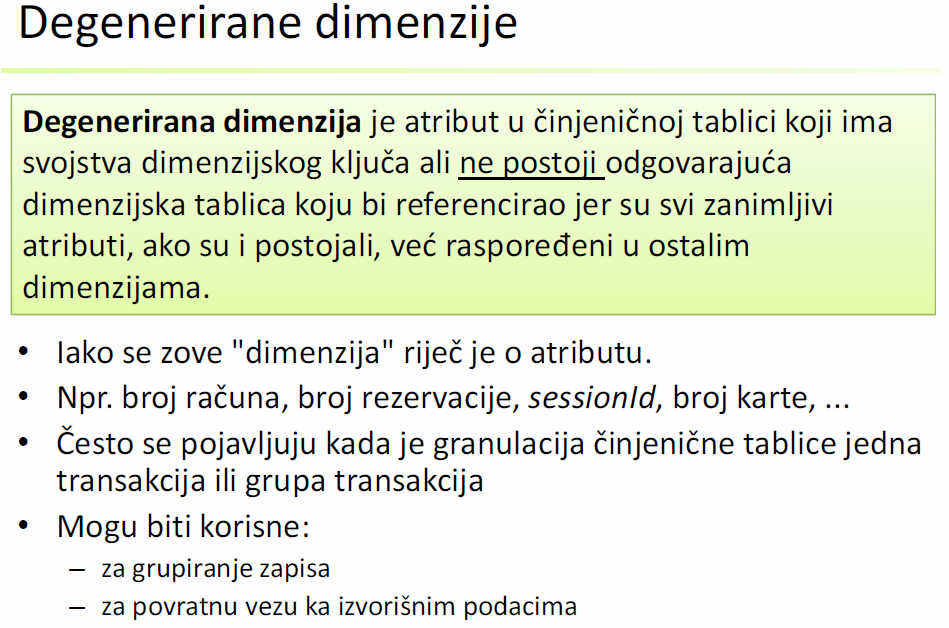 Degenerirane dimenzije
Degenerirana dimenzija je atribut u činjeničnoj tablici koji ima
svojstva dimenzijskog ključa ali ne postoji odgovarajuća
dimenzijska tablica koju bi referencirao jer su svi zanimljivi
atributi, ako su i postojali, već raspoređeni u ostalim
dimenzijama.
• Iako se zove "dimenzija" riječ je o atributu.
• Npr. broj računa, broj rezervacije, sessionId, broj karte, ...
• Često se pojavljuju kada je granulacija činjenične tablice jedna
transakcija ili grupa transakcija
• Mogu biti korisne:
– za grupiranje zapisa
– za povratnu vezu ka izvorišnim podacima